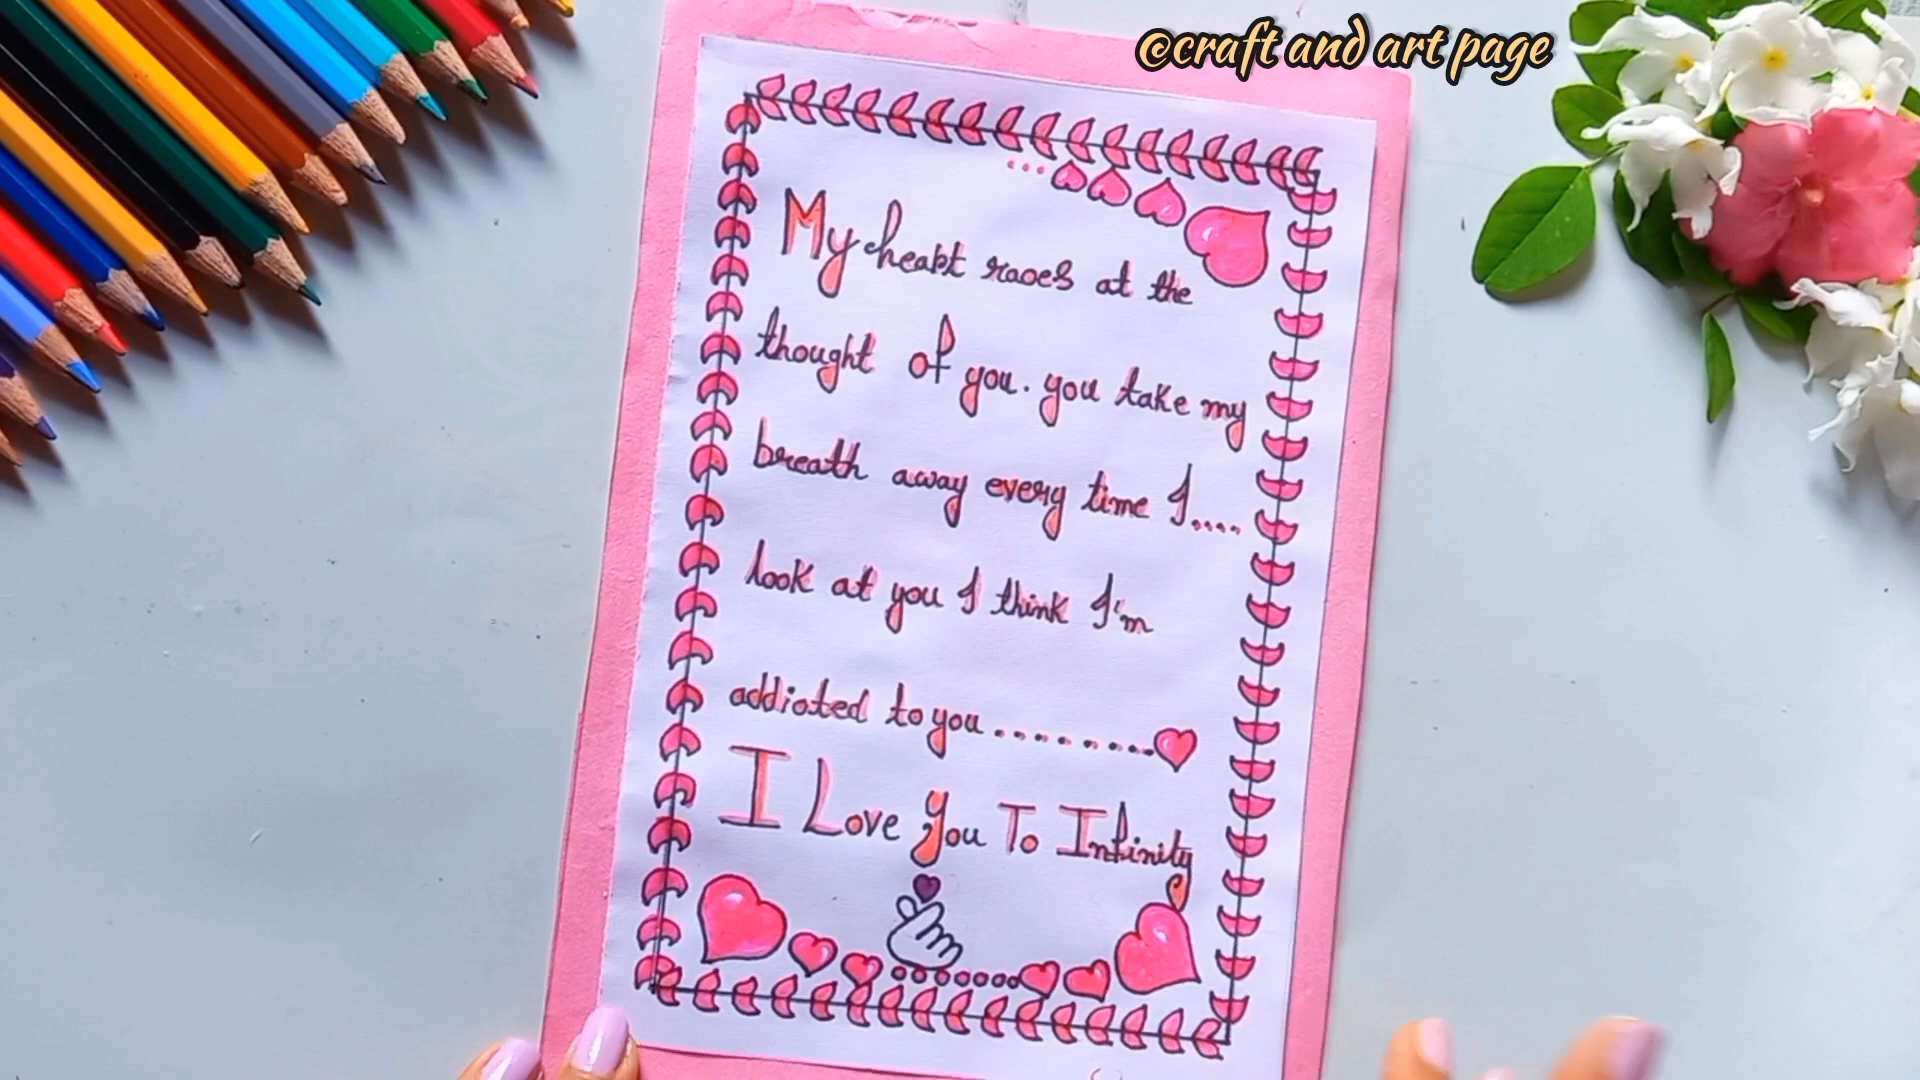 @craft and art page
My heart races at the
thought of you. you take my
breath away every time I....
look at you I think I'm
addicted to you.........
I Love You To Infinity